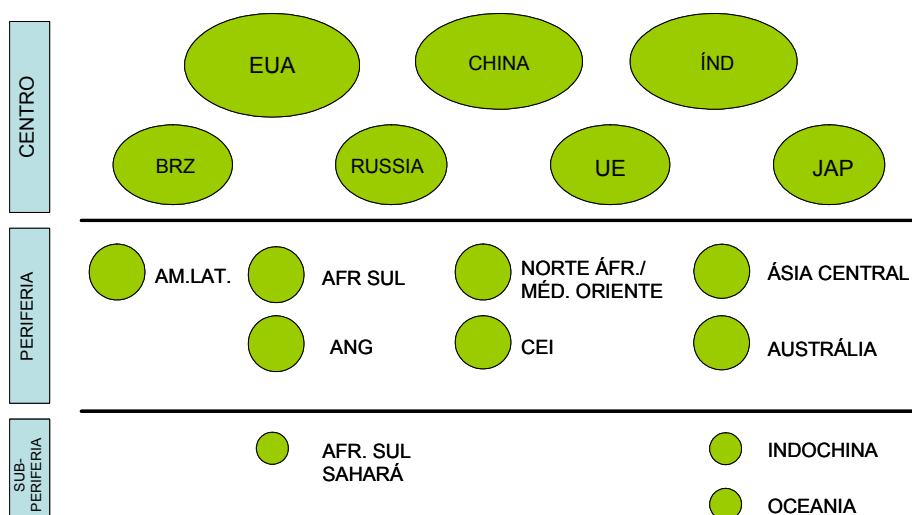 CENTRO
EUA
CHINA
ÍND
BRZ
RUSSIA
UE
JAP
PERIFERIA
AM.LAT.
AFR SUL
NORTE ÁFR./
MÉD. ORIENTE
ÁSIA CENTRAL
ANG
CEI
AUSTRÁLIA
SUB-
PERIFERIA
AFR. SUL
SAHARÁ
INDOCHINA
OCEANIA